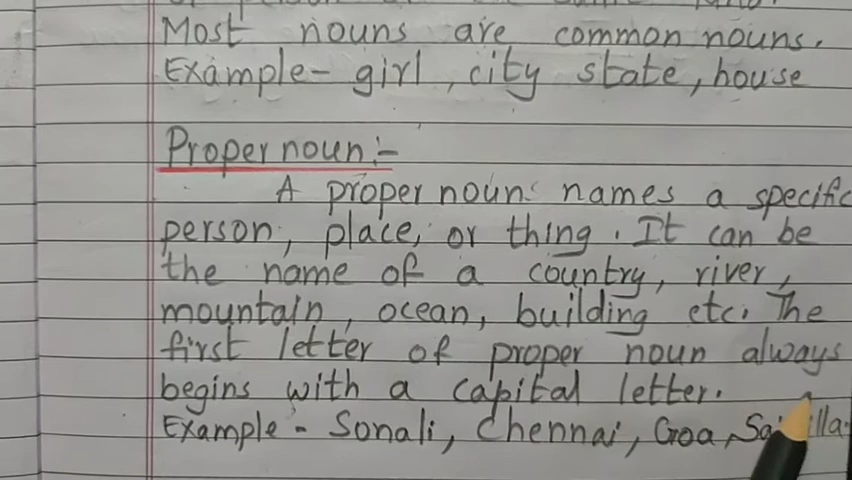 Most nouns are common nouns.
Example- girl, city state, house
Proper noun:-
A proper noun names a specific
person, place, or thing. It can be
the name of a country, river,
mountain, ocean, building etc. The
first letter of proper noun always
begins with a capital letter.
Example - Sonali, Chennai, Goa,